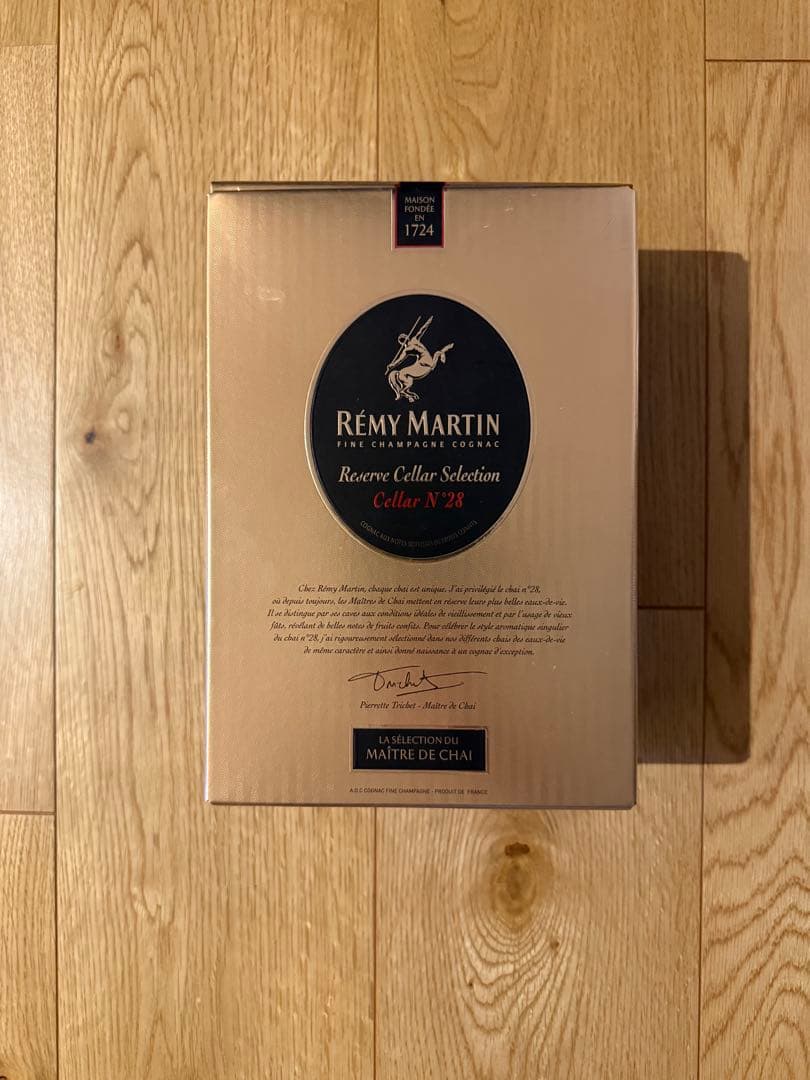 MAISON
FONDÉE
EN
1724
RÉMY MARTIN
FINE CHAMPAGNE COGNAC
Reserve Cellar Selection
Cellar N°28
COGNAC AUX NOTES
Chez Rémy Martin, chaque chai est unique. J'ai privilégié le chai n°28,
où depuis toujours, les Maîtres de Chai mettent en réserve leurs plus belles eaux-de-vie.
Il se distingue par ses caves aux conditions idéales de vieillissement et par l'usage de vieux
fûts, révélant de belles notes de fruits confits. Pour célébrer le style aromatique singulier
du chai n°28, j'ai rigoureusement sélectionné dans nos différents chais des eaux-de-vie
de même caractère et ainsi donné naissance à un cognac d'exception.
Pierrette Trichet - Maître de Chai
LA SÉLECTION DU
MAÎTRE DE CHAI
A.O.C COGNAC FINE CHAMPAGNE - PRODUIT DE FRANCE